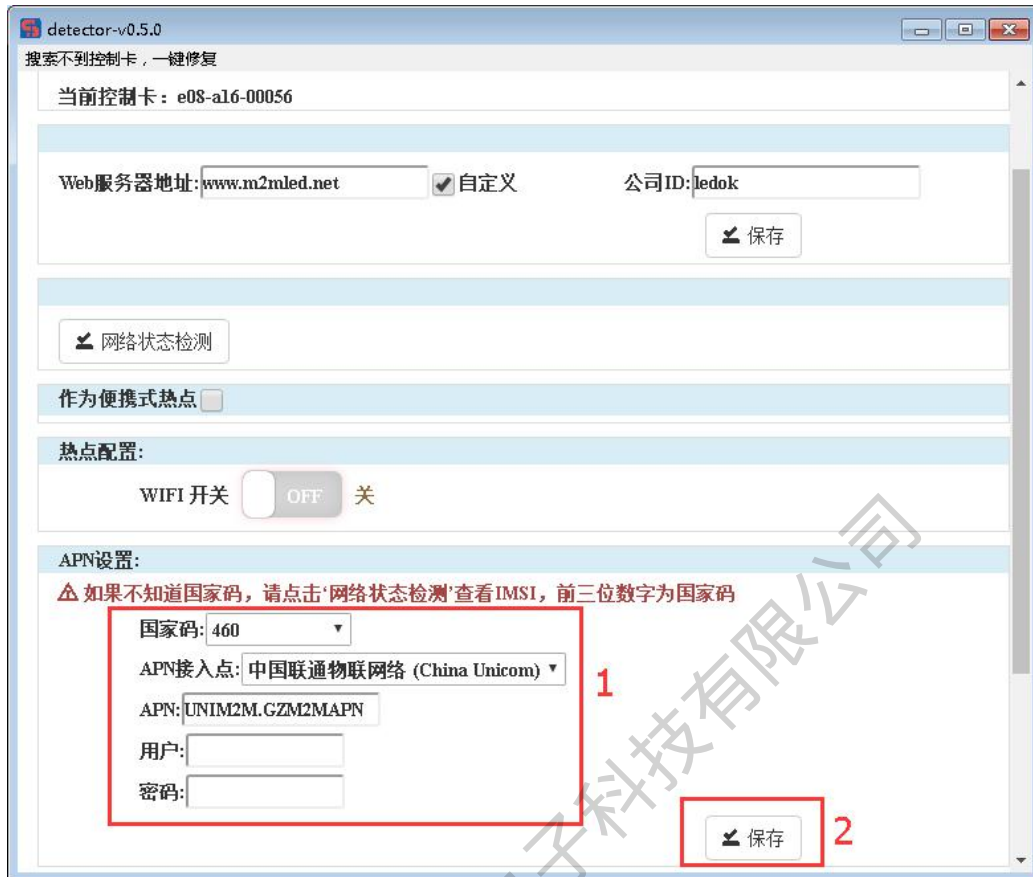 detector-v0.5.0
搜索不到控制卡，一键修复
当前控制卡：e08-a16-00056
Web服务器地址:www.m2mled.net 自定义 公司ID:ledok
保存
网络状态检测
作为便携式热点
热点配置:
WIFI 开关 OFF 关
APN设置:
如果不知道国家码，请点击‘网络状态检测’查看IMSI，前三位数字为国家码
国家码: 460
APN接入点: 中国联通物联网络 (China Unicom)
1
APN:UNIM2M.GZM2MAPN
用户:
密码:
保存 2
子科技有限公司